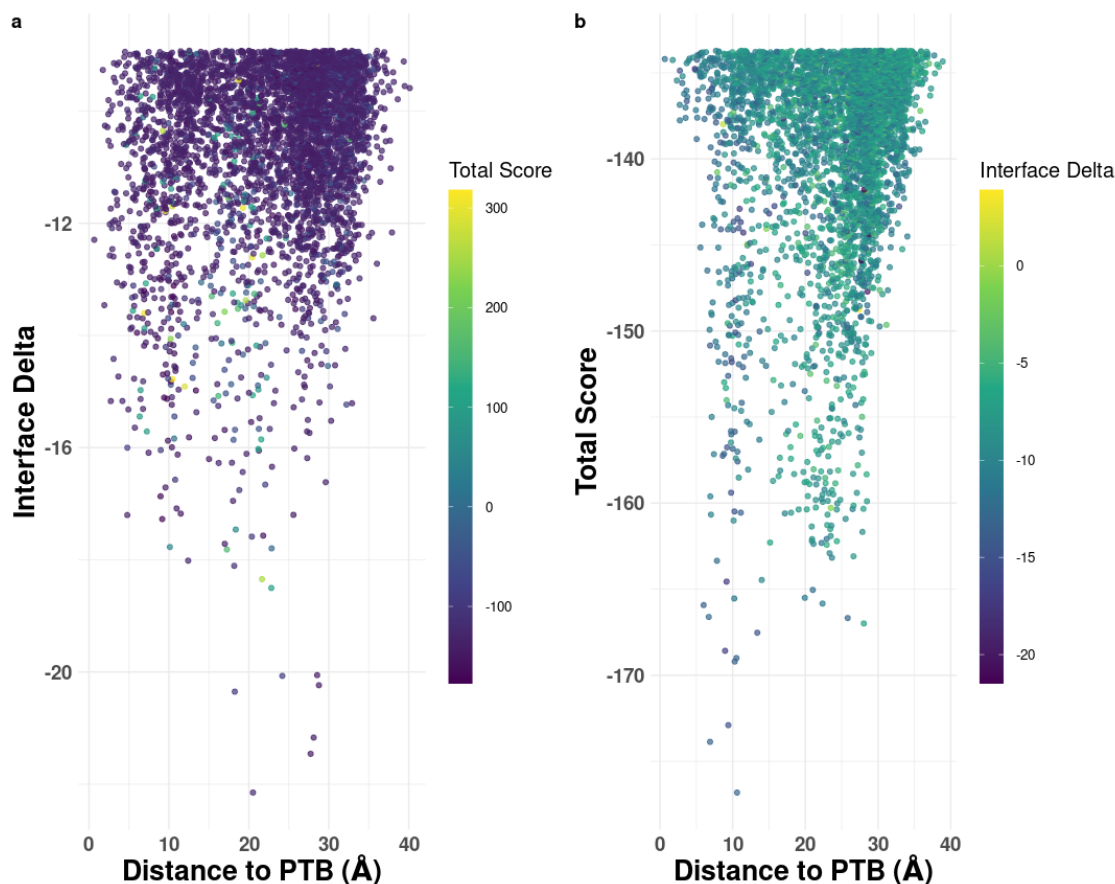 a
Interface Delta
-12
-16
-20
0 10 20 30 40
Distance to PTB (Å)
Total Score
300
200
100
0
-100
b
Total Score
-140
-150
-160
-170
0 10 20 30 40
Distance to PTB (Å)
Interface Delta
0
-5
-10
-15
-20